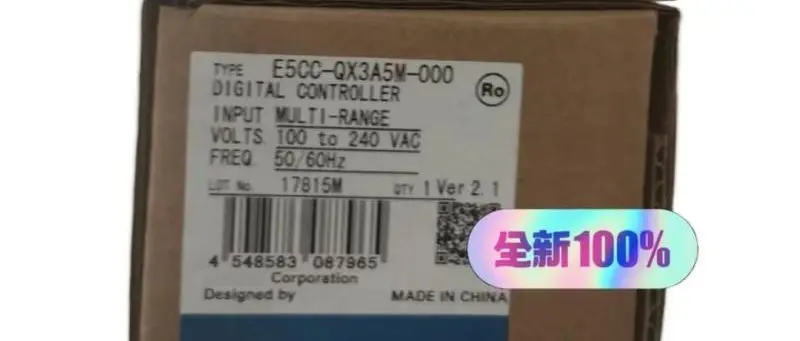 TYPE E5CC-QX3A5M-000
DIGITAL CONTROLLER
Ro
INPUT MULTI-RANGE
VOLTS. 100 to 240 VAC
FREQ. 50/60Hz
LOT No. 17815M QTY 1 Ver 2.1
4 548583 087965
Corporation
Designed by MADE IN CHINA
全新100%